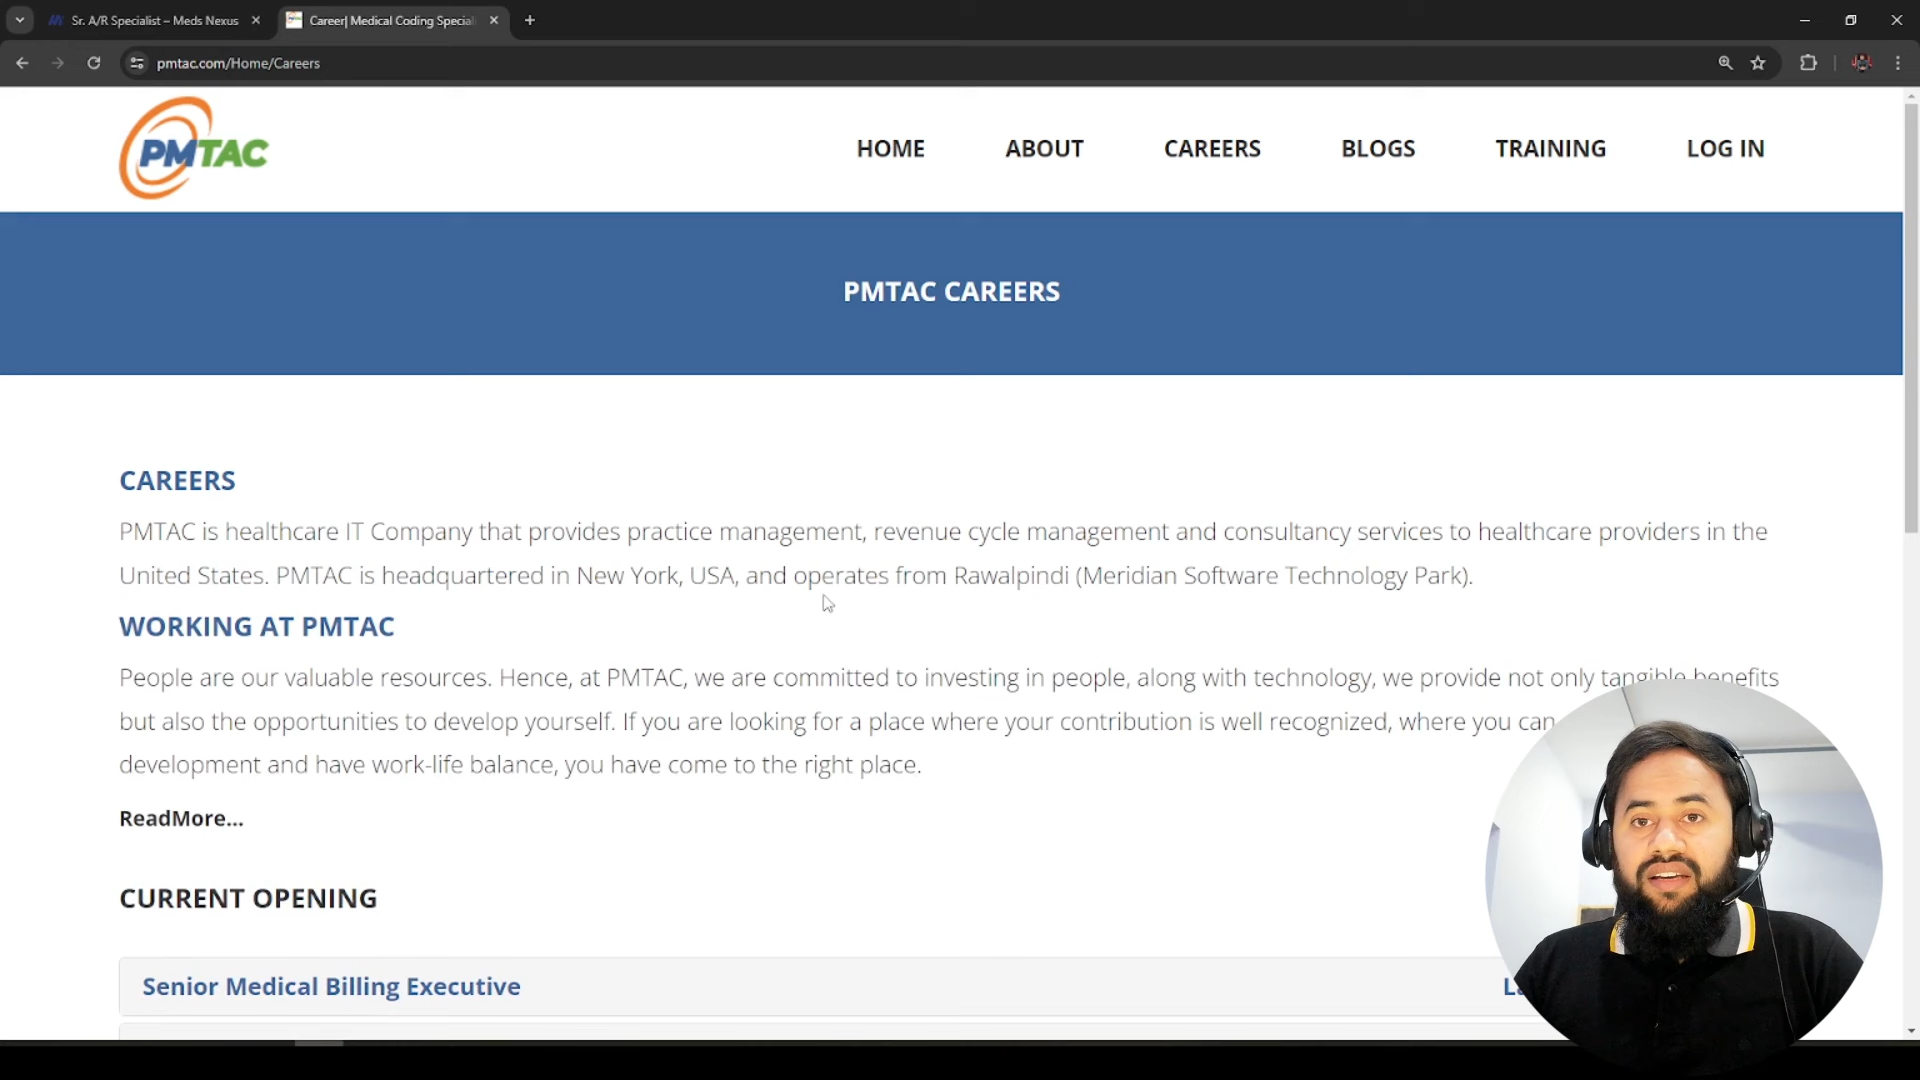 Sr. A/R Specialist – Meds Nexus
Career| Medical Coding Special
pmtac.com/Home/Careers
PMTAC
HOME ABOUT CAREERS BLOGS TRAINING LOG IN
PMTAC CAREERS
CAREERS
PMTAC is healthcare IT Company that provides practice management, revenue cycle management and consultancy services to healthcare providers in the
United States. PMTAC is headquartered in New York, USA, and operates from Rawalpindi (Meridian Software Technology Park).
WORKING AT PMTAC
People are our valuable resources. Hence, at PMTAC, we are committed to investing in people, along with technology, we provide not only tangible benefits
but also the opportunities to develop yourself. If you are looking for a place where your contribution is well recognized, where you can
development and have work-life balance, you have come to the right place.
ReadMore...
CURRENT OPENING
Senior Medical Billing Executive